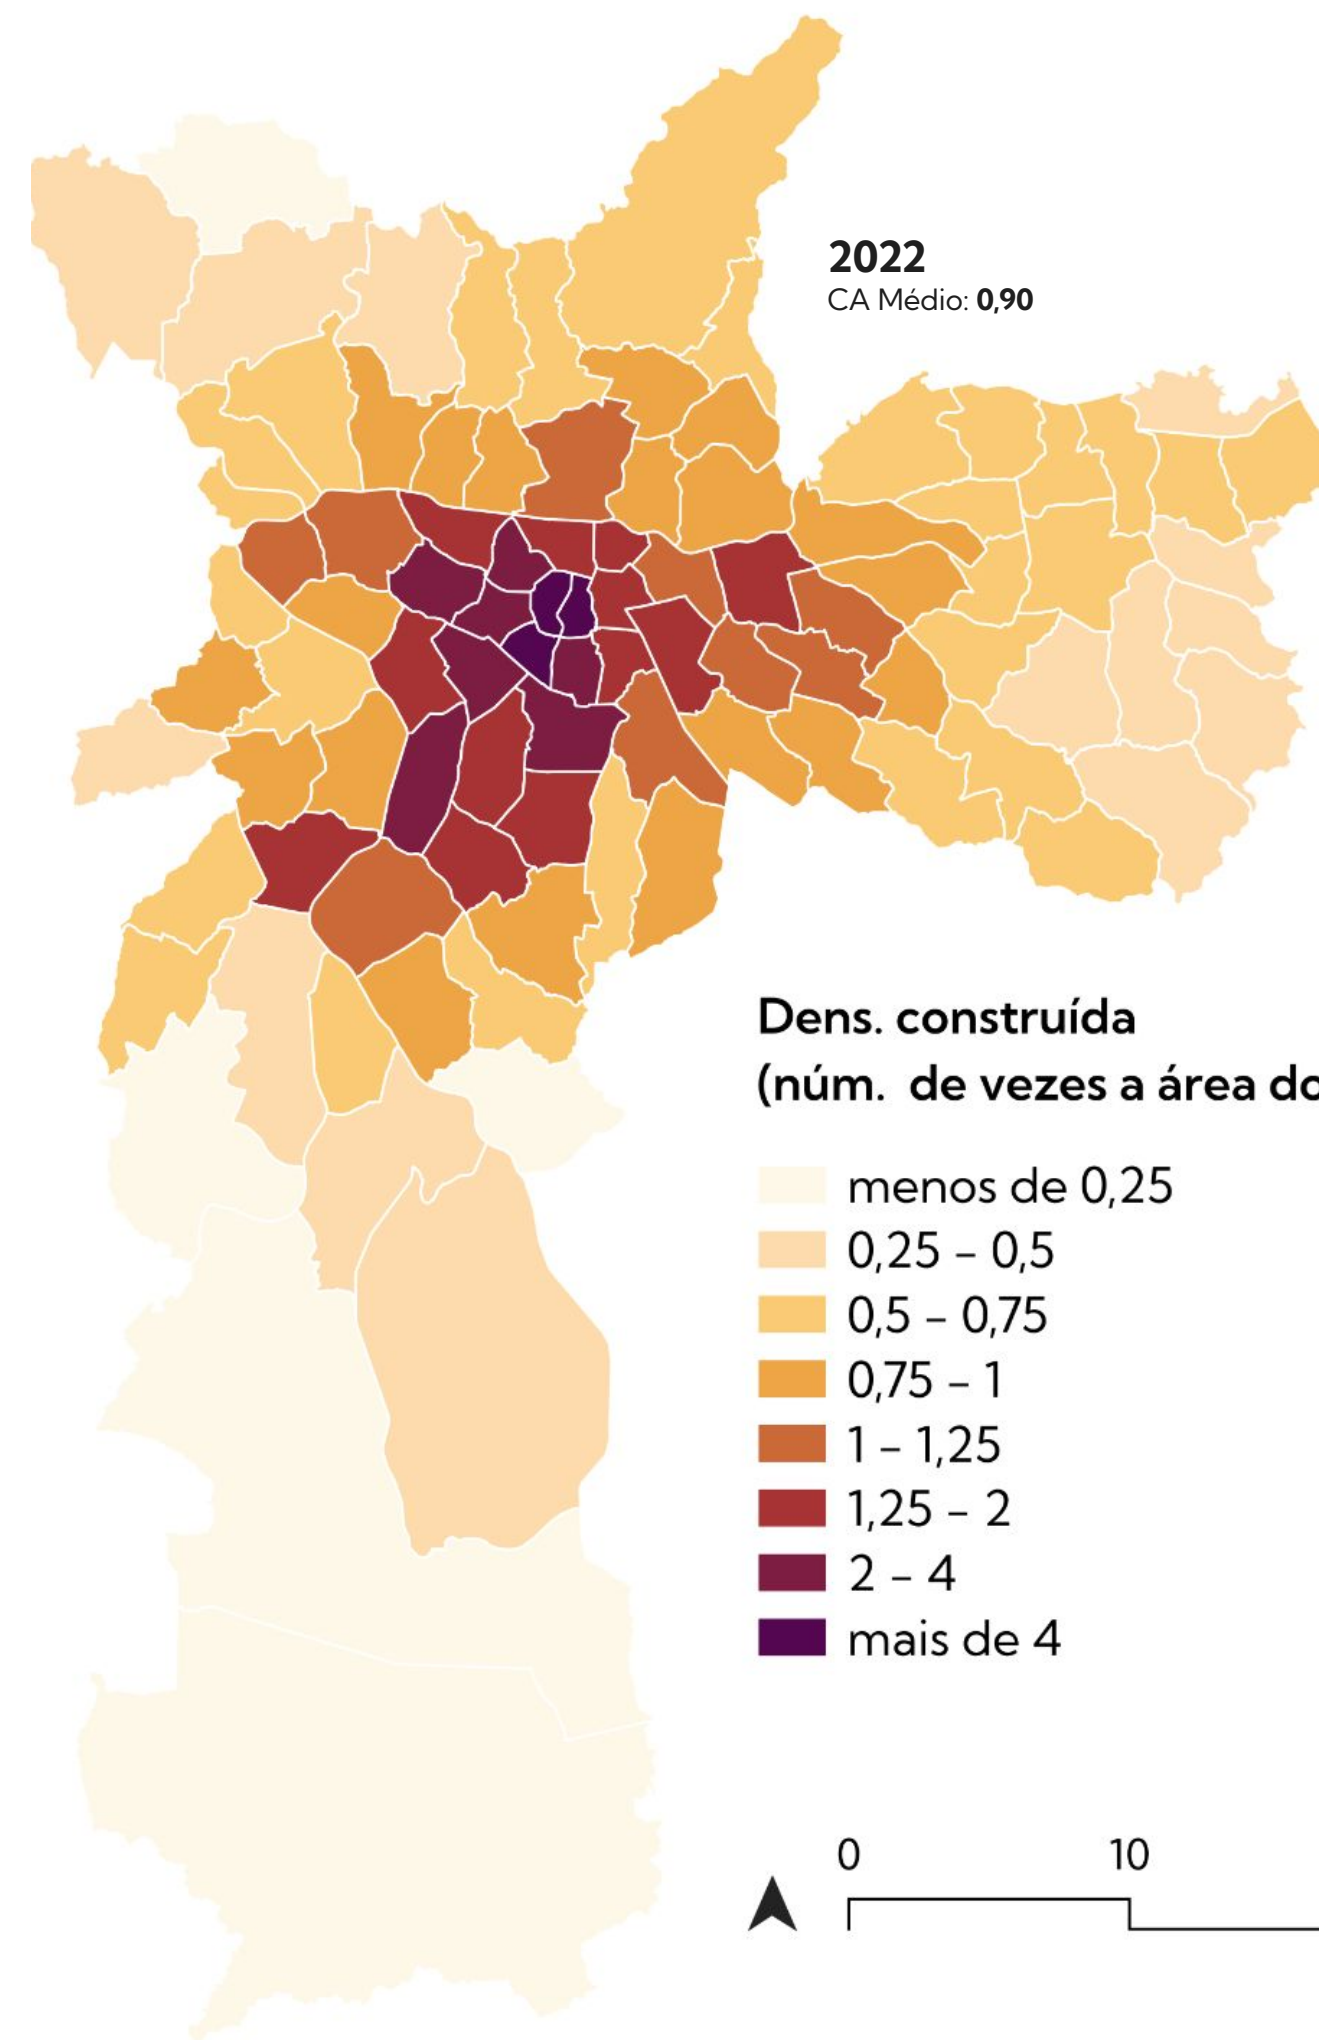 2022
CA Médio: 0,90
Dens. construída
(núm. de vezes a área do
menos de 0,25
0,25 – 0,5
0,5 – 0,75
0,75 – 1
1 – 1,25
1,25 – 2
2 – 4
mais de 4
0 10